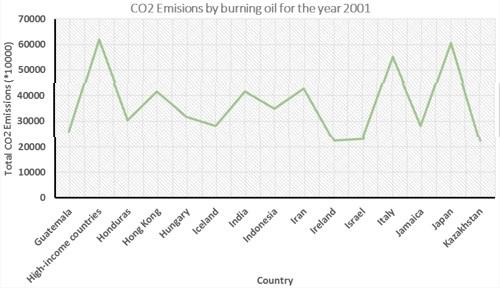 CO2 Emisions by burning oil for the year 2001
Total CO2 Emissions (*10000)
70000
60000
50000
40000
30000
20000
10000
0
Guatemala
High-income countries
Honduras
Hong Kong
Hungary
Iceland
India
Indonesia
Iran
Ireland
Israel
Italy
Jamaica
Japan
Kazakhstan
Country